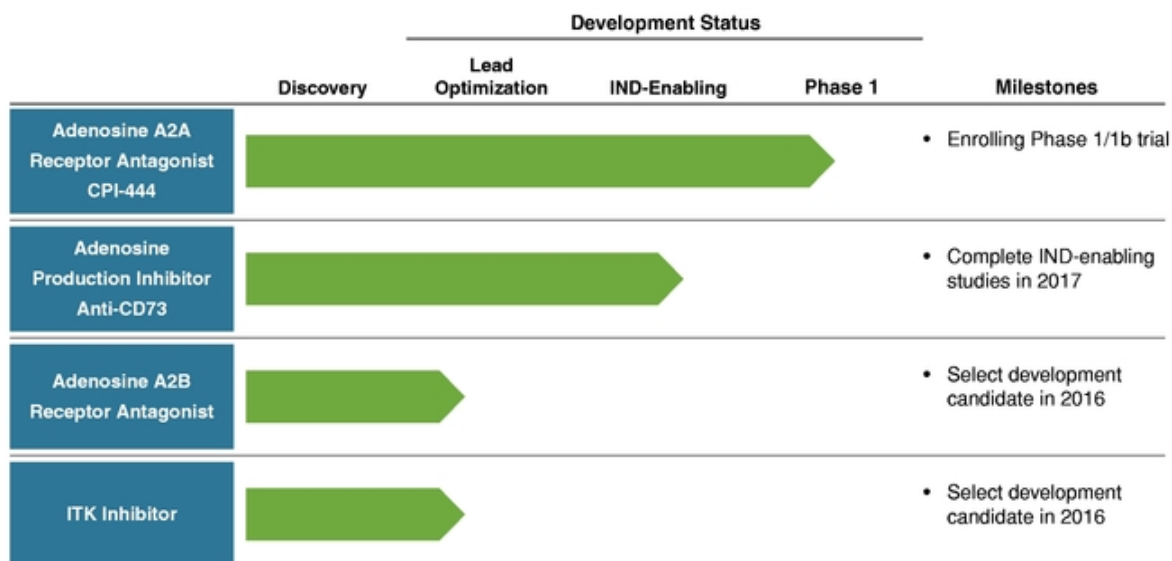 Development Status
Discovery
Lead
Optimization
IND-Enabling
Phase 1
Milestones
Adenosine A2A
Receptor Antagonist
CPI-444
• Enrolling Phase 1/1b trial
Adenosine
Production Inhibitor
Anti-CD73
• Complete IND-enabling
studies in 2017
Adenosine A2B
Receptor Antagonist
• Select development
candidate in 2016
ITK Inhibitor
• Select development
candidate in 2016